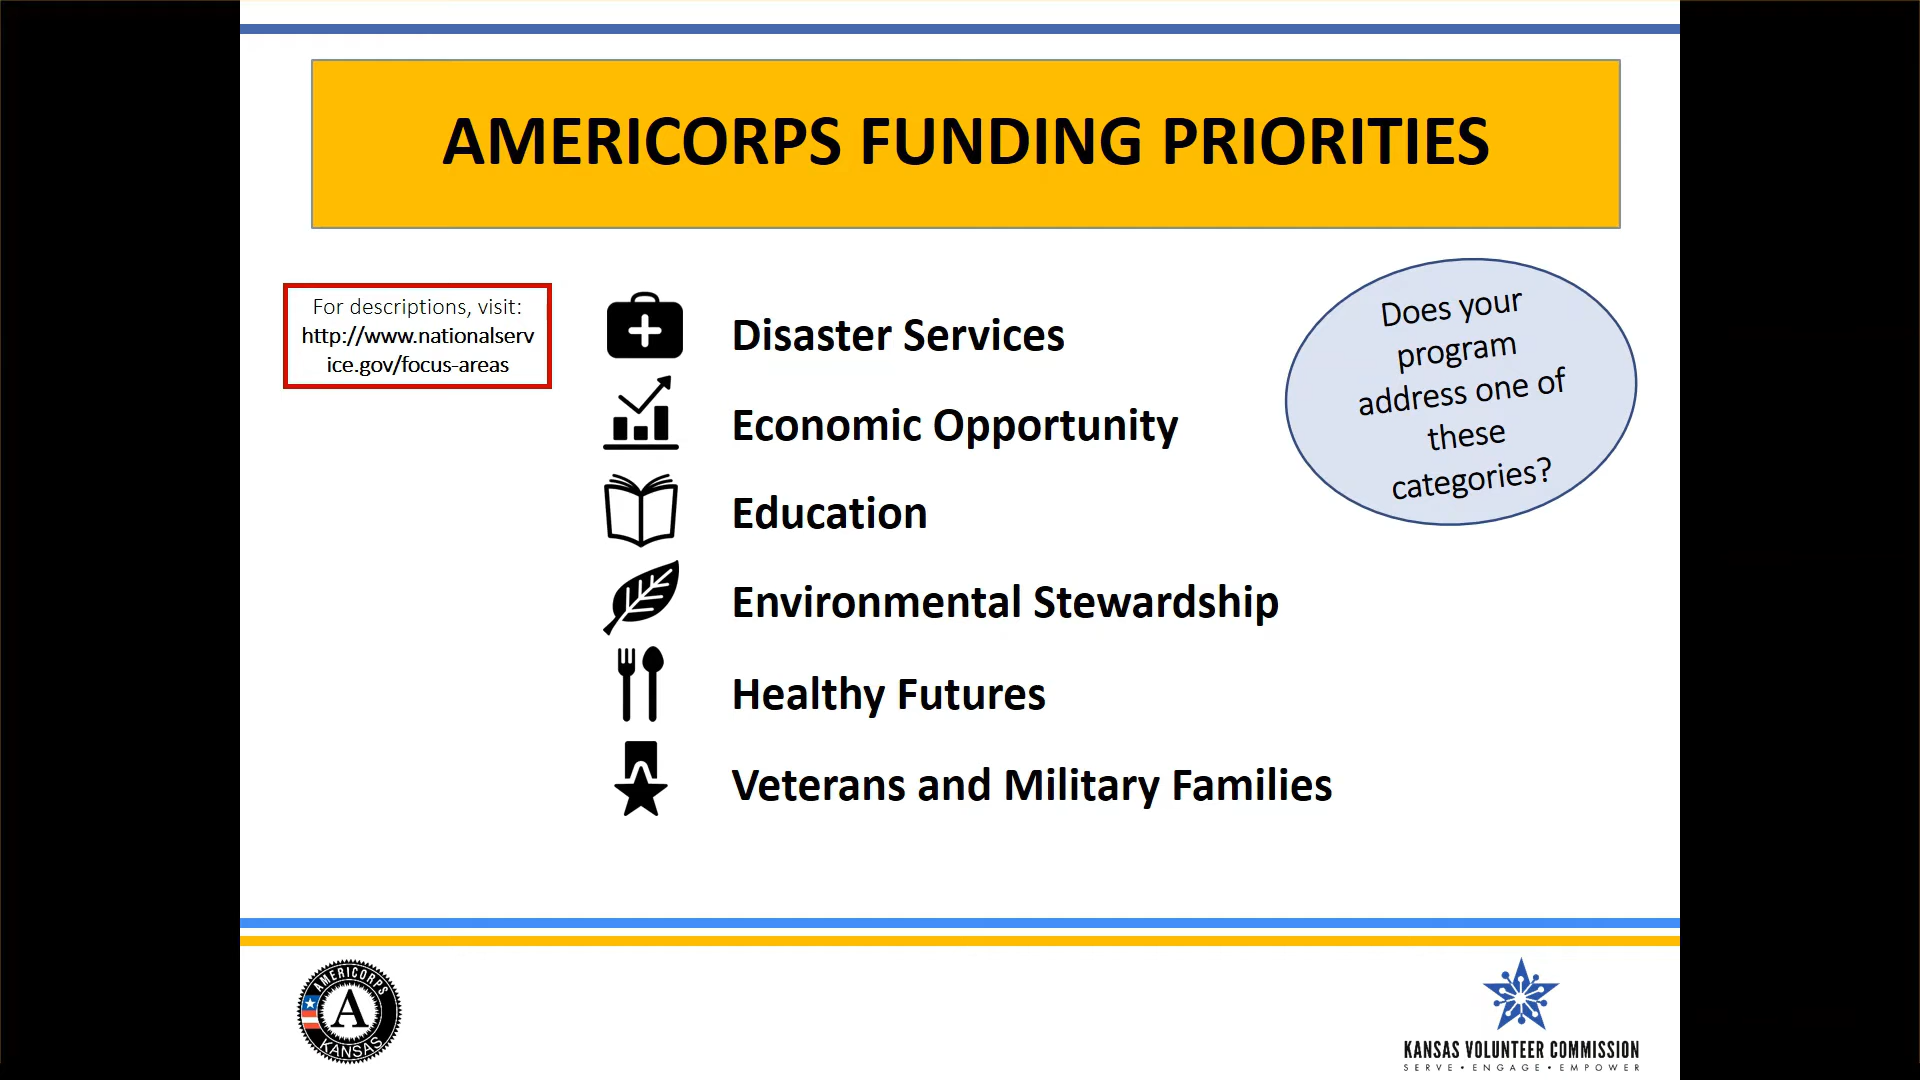 AMERICORPS FUNDING PRIORITIES
For descriptions, visit:
http://www.nationalserv
ice.gov/focus-areas
Disaster Services
Economic Opportunity
Education
Environmental Stewardship
Healthy Futures
Veterans and Military Families
Does your
program
address one of
these
categories?
AMERICORPS
A
KANSAS
KANSAS VOLUNTEER COMMISSION
SERVE • ENGAGE • EMPOWER